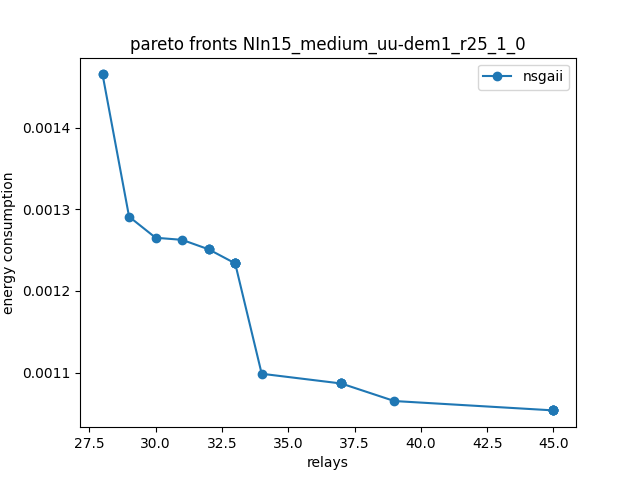 pareto fronts NIn15_medium_uu-dem1_r25_1_0
nsgaii
0.0014
0.0013
0.0012
0.0011
energy consumption
27.5 30.0 32.5 35.0 37.5 40.0 42.5 45.0
relays